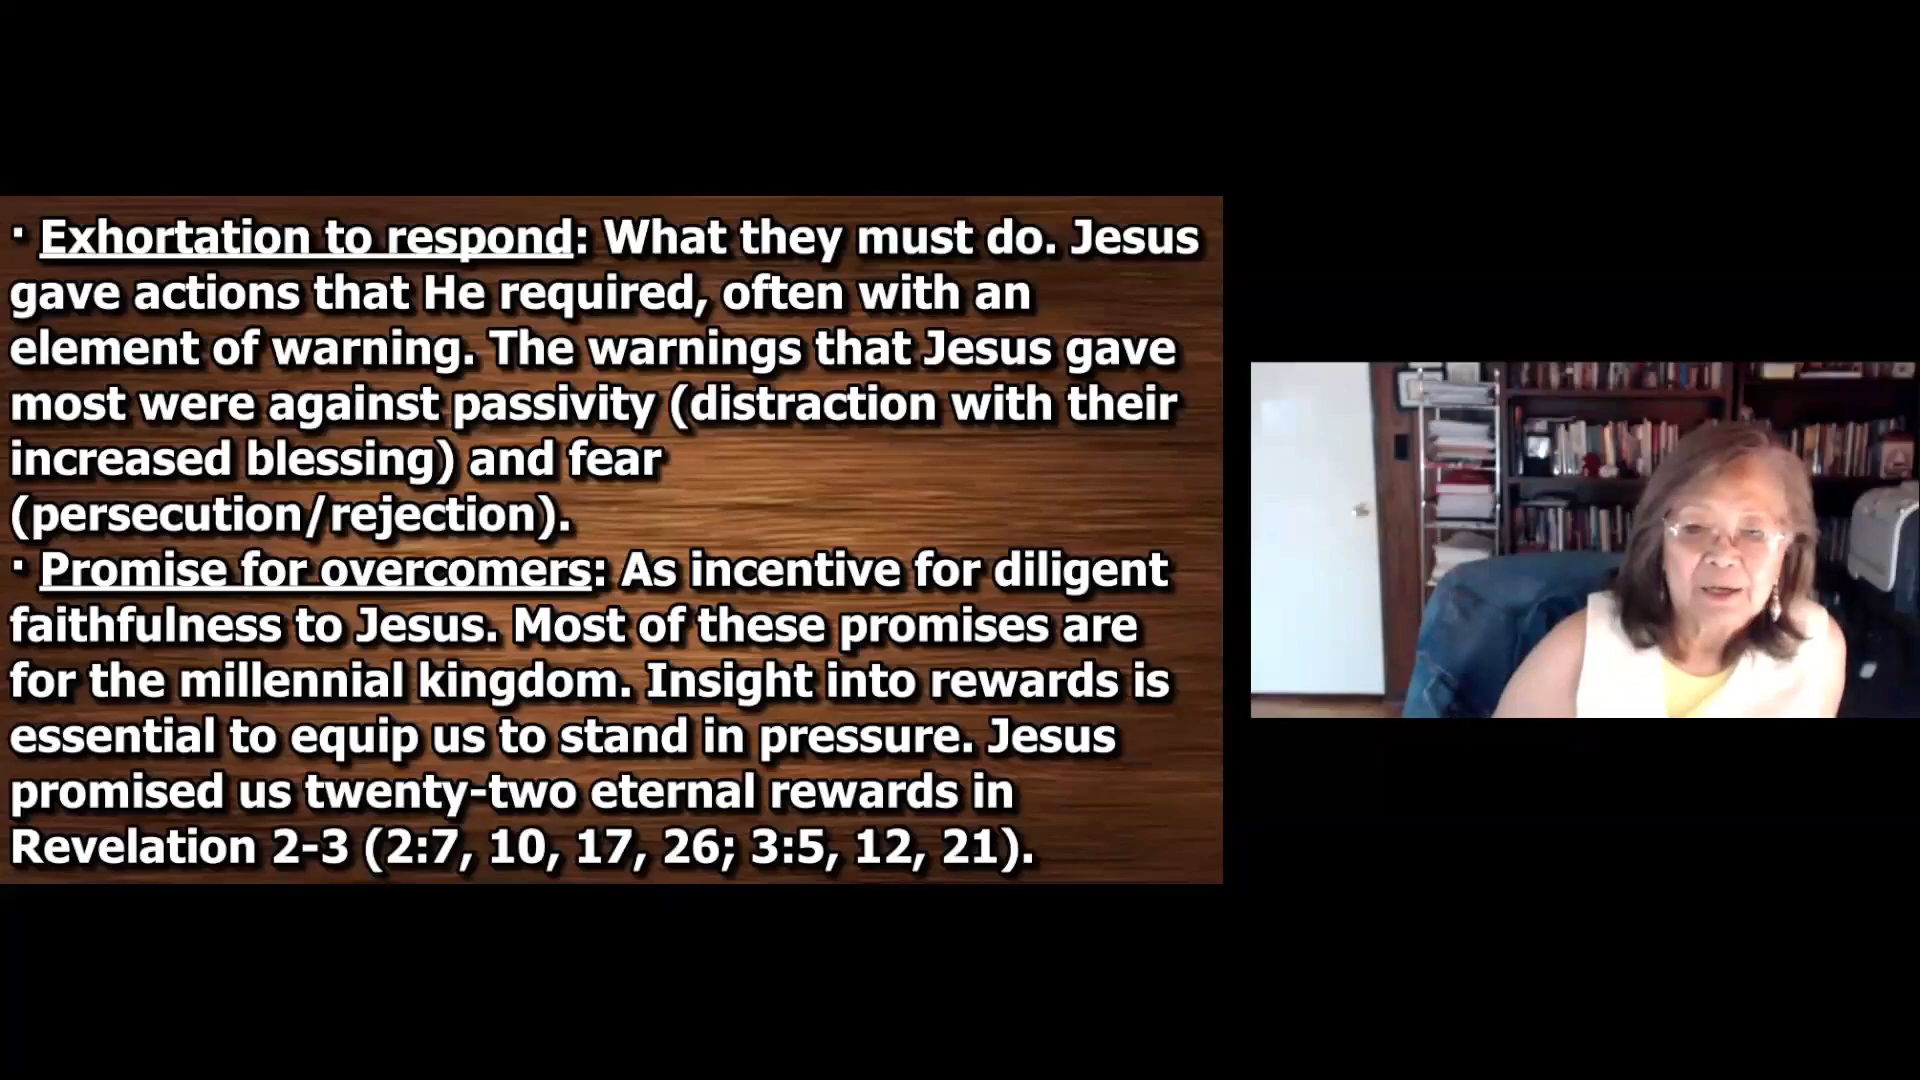 · Exhortation to respond: What they must do. Jesus
gave actions that He required, often with an
element of warning. The warnings that Jesus gave
most were against passivity (distraction with their
increased blessing) and fear
(persecution/rejection).
· Promise for overcomers: As incentive for diligent
faithfulness to Jesus. Most of these promises are
for the millennial kingdom. Insight into rewards is
essential to equip us to stand in pressure. Jesus
promised us twenty-two eternal rewards in
Revelation 2-3 (2:7, 10, 17, 26; 3:5, 12, 21).